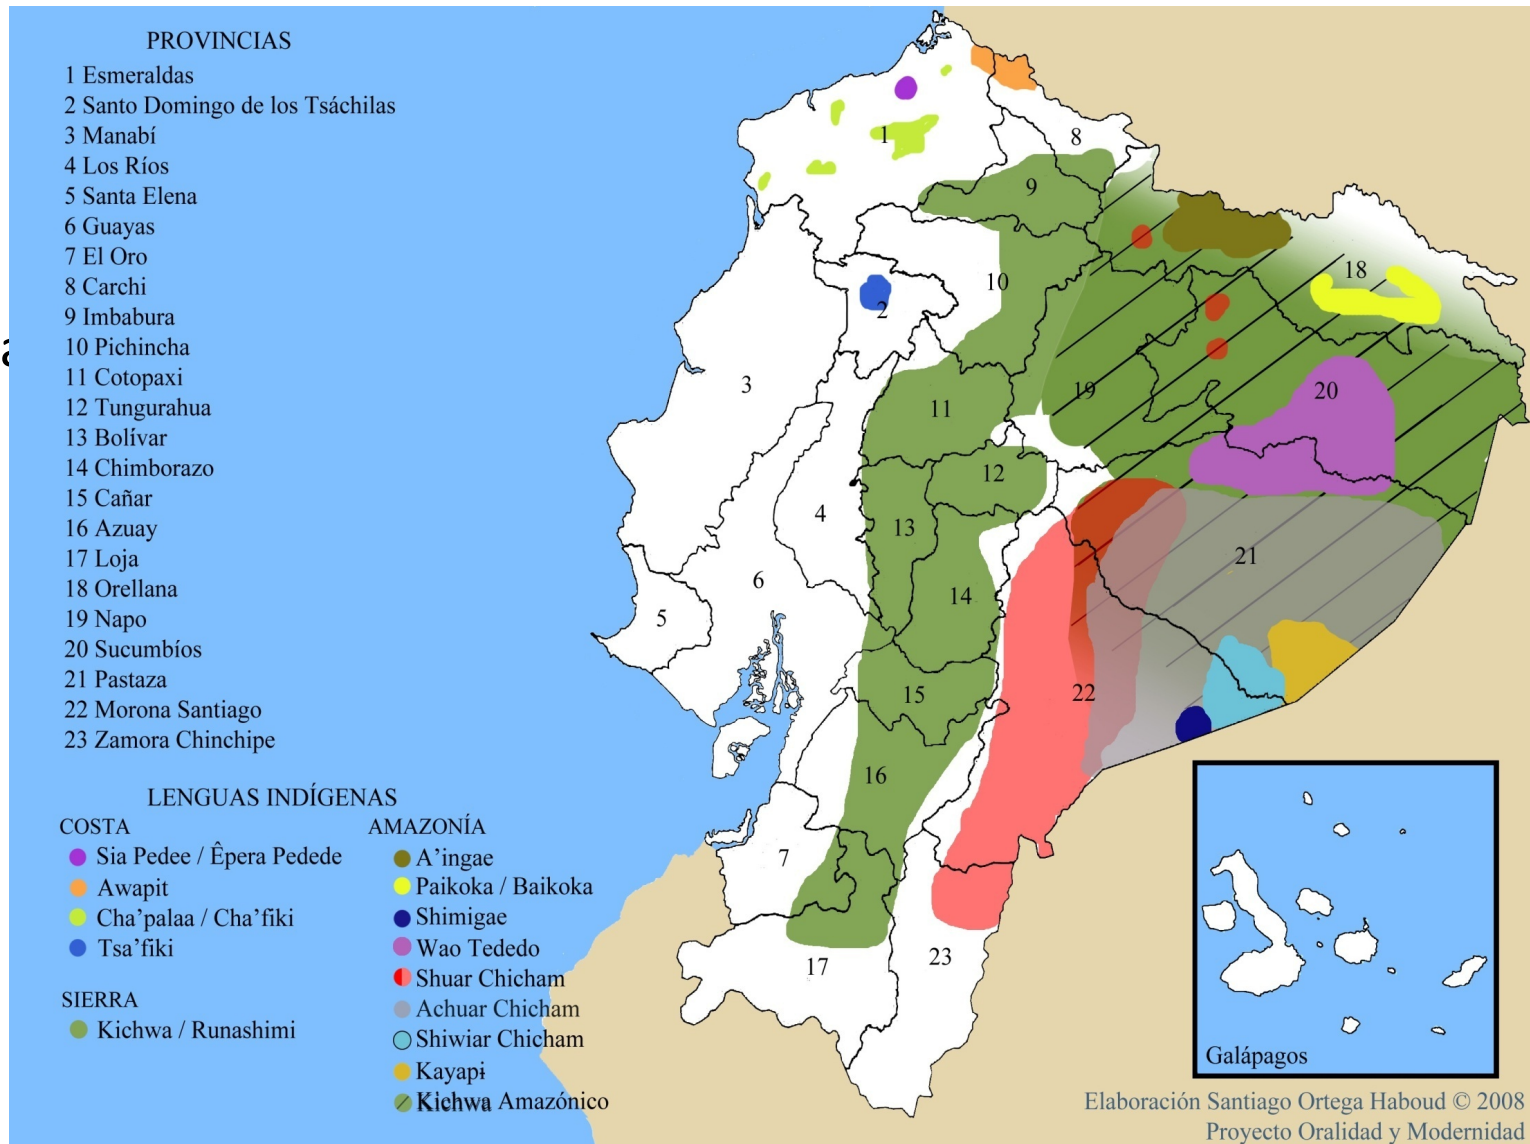 PROVINCIAS
1 Esmeraldas
2 Santo Domingo de los Tsáchilas
3 Manabí
4 Los Ríos
5 Santa Elena
6 Guayas
7 El Oro
8 Carchi
9 Imbabura
10 Pichincha
11 Cotopaxi
12 Tungurahua
13 Bolívar
14 Chimborazo
15 Cañar
16 Azuay
17 Loja
18 Orellana
19 Napo
20 Sucumbíos
21 Pastaza
22 Morona Santiago
23 Zamora Chinchipe
LENGUAS INDÍGENAS
COSTA
Sia Pedee / Êpera Pedede
Awapit
Cha’palaa / Cha’fiki
Tsa’fiki
SIERRA
Kichwa / Runashimi
AMAZONÍA
A’ingae
Paikoka / Baikoka
Shimigae
Wao Tededo
Shuar Chicham
Achuar Chicham
Shiwiar Chicham
Kayapɨ
Kichwa Amazónico
1
8
9
18
10
2
3
19
20
11
12
4
13
21
6
14
5
22
15
16
7
23
17
Galápagos
Elaboración Santiago Ortega Haboud © 2008
Proyecto Oralidad y Modernidad